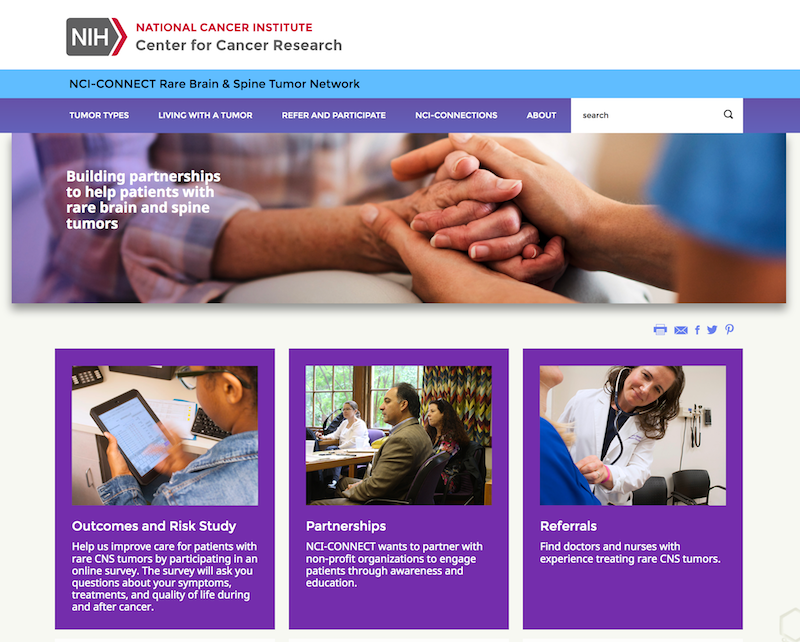 NIH
NATIONAL CANCER INSTITUTE
Center for Cancer Research
NCI-CONNECT Rare Brain & Spine Tumor Network
TUMOR TYPES LIVING WITH A TUMOR REFER AND PARTICIPATE NCI-CONNECTIONS ABOUT search
Building partnerships
to help patients with
rare brain and spine
tumors
Outcomes and Risk Study
Help us improve care for patients with
rare CNS tumors by participating in an
online survey. The survey will ask you
questions about your symptoms,
treatments, and quality of life during
and after cancer.
Partnerships
NCI-CONNECT wants to partner with
non-profit organizations to engage
patients through awareness and
education.
Referrals
Find doctors and nurses with
experience treating rare CNS tumors.